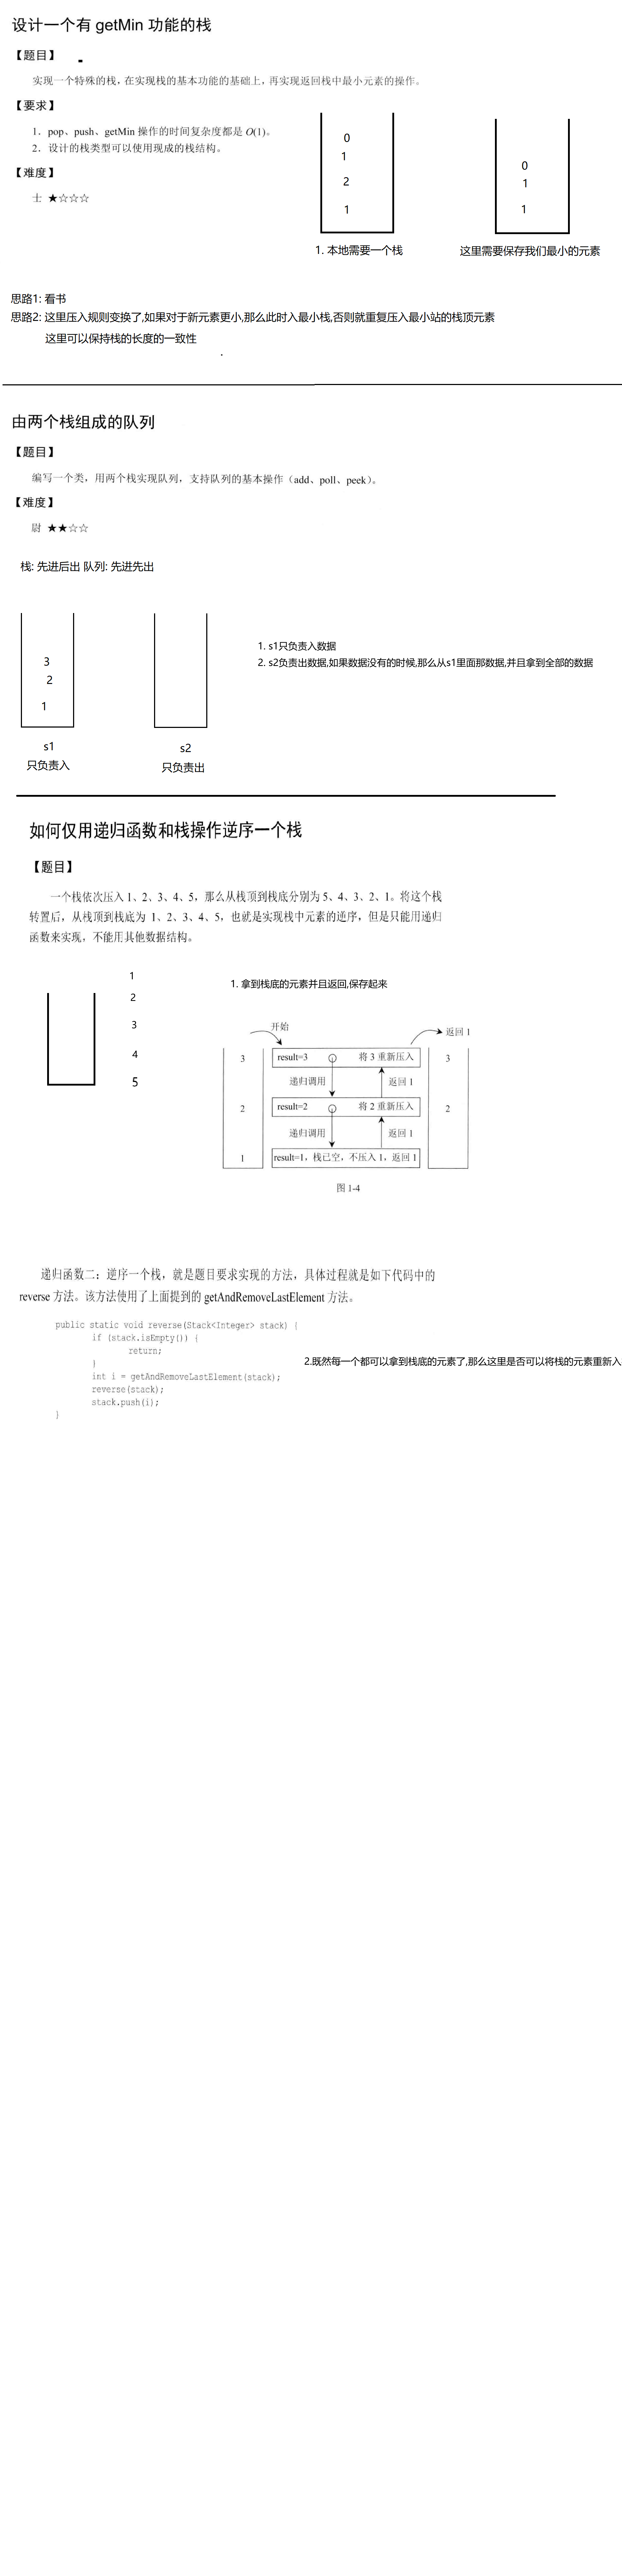 设计一个有 getMin 功能的栈
【题目】
实现一个特殊的栈，在实现栈的基本功能的基础上，再实现返回栈中最小元素的操作。
【要求】
1．pop、push、getMin 操作的时间复杂度都是 O(1)。
2．设计的栈类型可以使用现成的栈结构。
【难度】
士 ★☆☆☆
0
1
2
1
1. 本地需要一个栈
0
1
1
这里需要保存我们最小的元素
思路1: 看书
思路2: 这里压入规则变换了,如果对于新元素更小,那么此时入最小栈,否则就重复压入最小站的栈顶元素
这里可以保持栈的长度的一致性
由两个栈组成的队列
【题目】
编写一个类，用两个栈实现队列，支持队列的基本操作（add、poll、peek）。
【难度】
尉 ★★☆☆
栈: 先进后出 队列: 先进先出
3
2
1
s1
只负责入
s2
只负责出
1. s1只负责入数据
2. s2负责出数据,如果数据没有的时候,那么从s1里面那数据,并且拿到全部的数据
如何仅用递归函数和栈操作逆序一个栈
【题目】
一个栈依次压入 1、2、3、4、5，那么从栈顶到栈底分别为 5、4、3、2、1。将这个栈
转置后，从栈顶到栈底为 1、2、3、4、5，也就是实现栈中元素的逆序，但是只能用递归
函数来实现，不能用其他数据结构。
1
2
3
4
5
1. 拿到栈底的元素并且返回,保存起来
开始
返回 1
3
result=3
将 3 重新压入
3
递归调用
返回 1
2
result=2
将 2 重新压入
2
递归调用
返回 1
1
result=1，栈已空，不压入 1，返回 1
图 1-4
递归函数二：逆序一个栈，就是题目要求实现的方法，具体过程就是如下代码中的
reverse 方法。该方法使用了上面提到的 getAndRemoveLastElement 方法。
public static void reverse(Stack<Integer> stack) {
if (stack.isEmpty()) {
return;
}
int i = getAndRemoveLastElement(stack);
reverse(stack);
stack.push(i);
}
2.既然每一个都可以拿到栈底的元素了,那么这里是否可以将栈的元素重新入